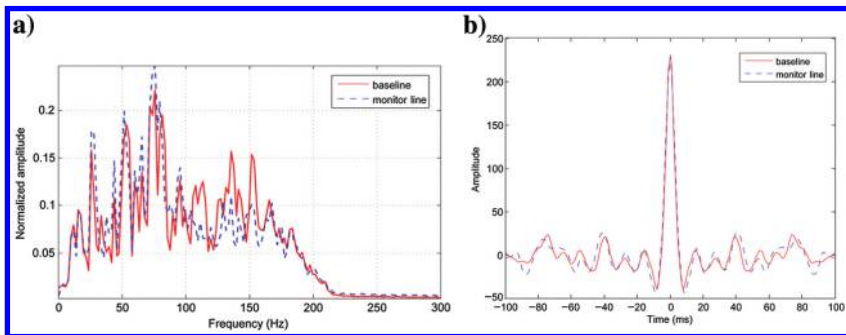 a)
baseline
monitor line
Normalized amplitude
0.2
0.15
0.1
0.05
0 50 100 150 200 250 300
Frequency (Hz)
b)
baseline
monitor line
Amplitude
250
200
150
100
50
0
−50
−100 −80 −60 −40 −20 0 20 40 60 80 100
Time (ms)